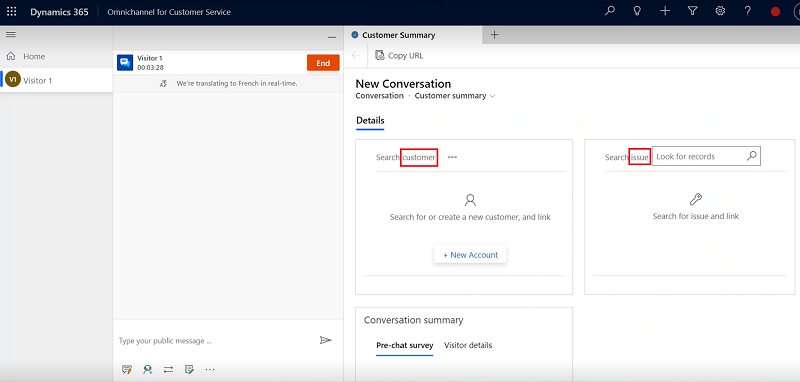 Dynamics 365
Omnichannel for Customer Service
Home
V1
Visitor 1
Visitor 1
00:03:28
End
We're translating to French in real-time.
Type your public message ...
Customer Summary
Copy URL
New Conversation
Conversation · Customer summary
Details
Search customer
Search for or create a new customer, and link
+ New Account
Search issue
Look for records
Search for issue and link
Conversation summary
Pre-chat survey
Visitor details